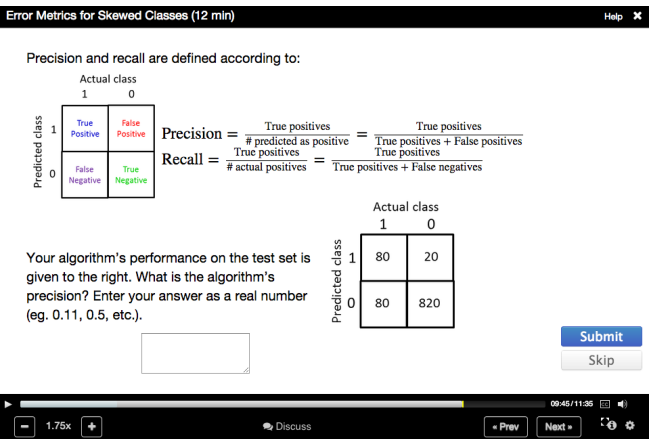 Error Metrics for Skewed Classes (12 min)
Help ✖
Precision and recall are defined according to:
Actual class
1 0
Predicted class
1
True Positive
False Positive
0
False Negative
True Negative
Precision = True positives / # predicted as positive = True positives / True positives + False positives
Recall = True positives / # actual positives = True positives / True positives + False negatives
Your algorithm's performance on the test set is
given to the right. What is the algorithm's
precision? Enter your answer as a real number
(eg. 0.11, 0.5, etc.).
Actual class
1 0
Predicted class
1 80 20
0 80 820
Submit
Skip
09:45/11:35 CC
− 1.75x +
Discuss
« Prev
Next »